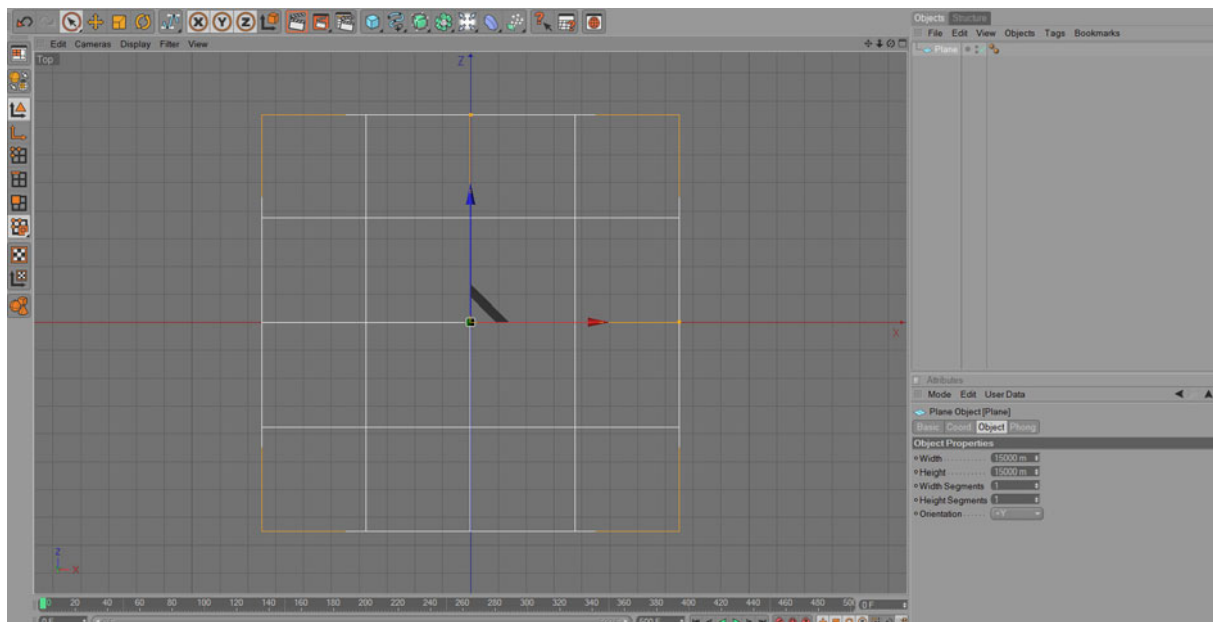 X Y Z
Objects Structure
File Edit View Objects Tags Bookmarks
Plane
Edit Cameras Display Filter View
Top
Z
X
Z
X
Attributes
Mode Edit User Data
Plane Object [Plane]
Basic Coord Object Phong
Object Properties
Width 15000 m
Height 15000 m
Width Segments 1
Height Segments 1
Orientation +Y
0 20 40 60 80 100 120 140 160 180 200 220 240 260 280 300 320 340 360 380 400 420 440 460 480 500 0 F
0 F 500 F